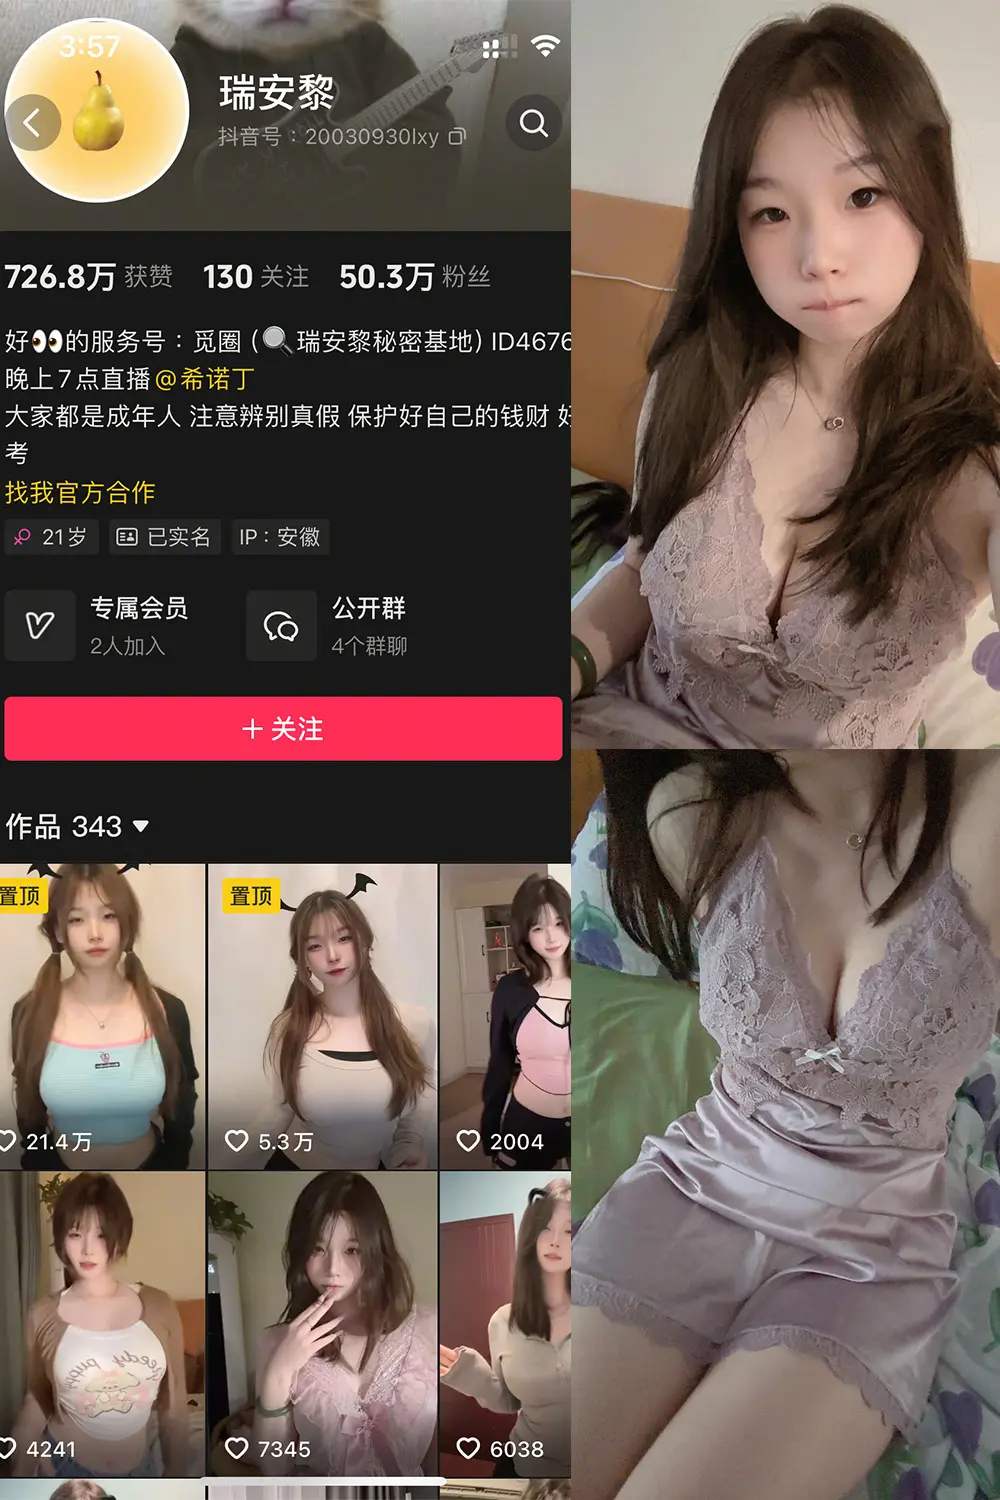 3:57
瑞安黎
抖音号：20030930lxy
726.8万 获赞 130 关注 50.3万 粉丝
好👀的服务号：觅圈 (🔍瑞安黎秘密基地) ID4676
晚上7点直播@希诺丁
大家都是成年人 注意辨别真假 保护好自己的钱财 好
考
找我官方合作
21岁 已实名 IP：安徽
专属会员 公开群
2人加入 4个群聊
+ 关注
作品 343
置顶 置顶
21.4万 5.3万 2004
4241 7345 6038